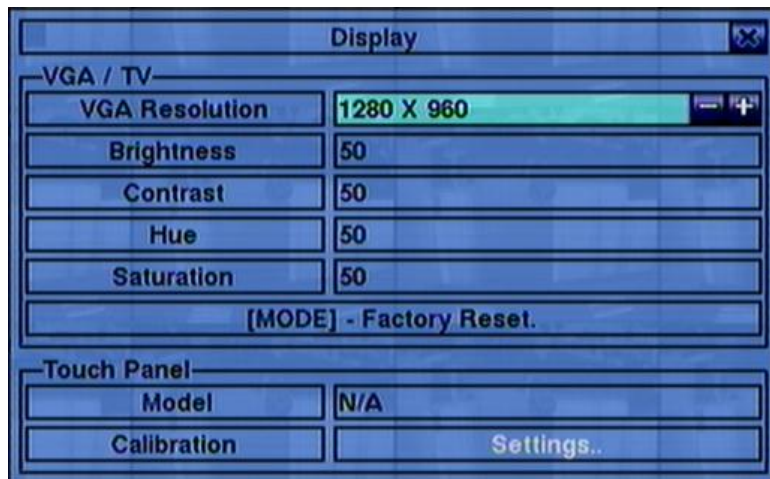 Display
VGA / TV
VGA Resolution 1280 X 960
Brightness 50
Contrast 50
Hue 50
Saturation 50
[MODE] - Factory Reset.
Touch Panel
Model N/A
Calibration Settings..